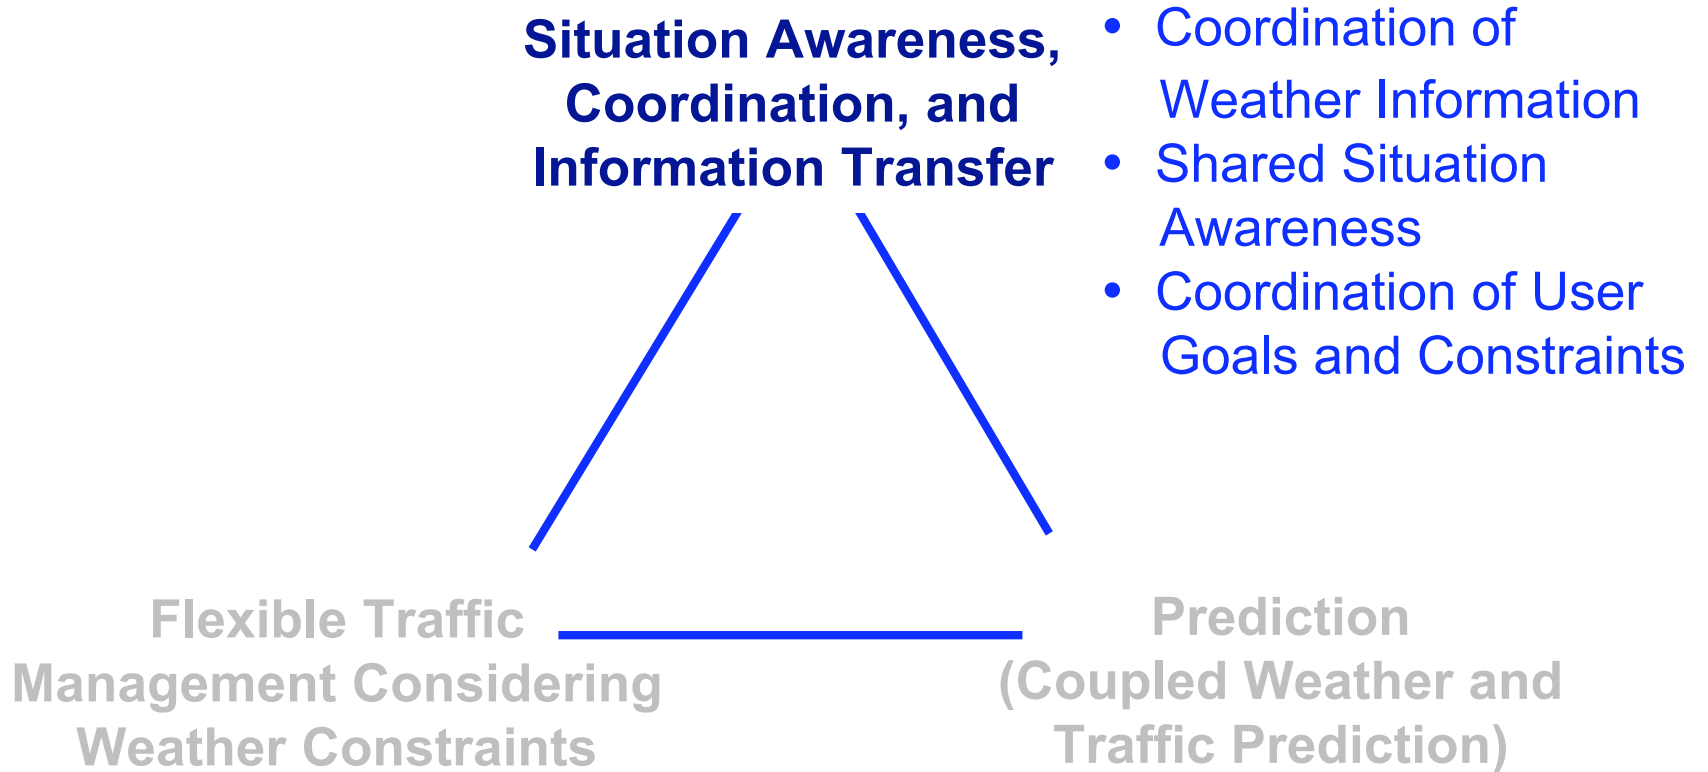 Situation Awareness,
Coordination, and
Information Transfer
• Coordination of
Weather Information
• Shared Situation
Awareness
• Coordination of User
Goals and Constraints
Flexible Traffic
Management Considering
Weather Constraints
Prediction
(Coupled Weather and
Traffic Prediction)